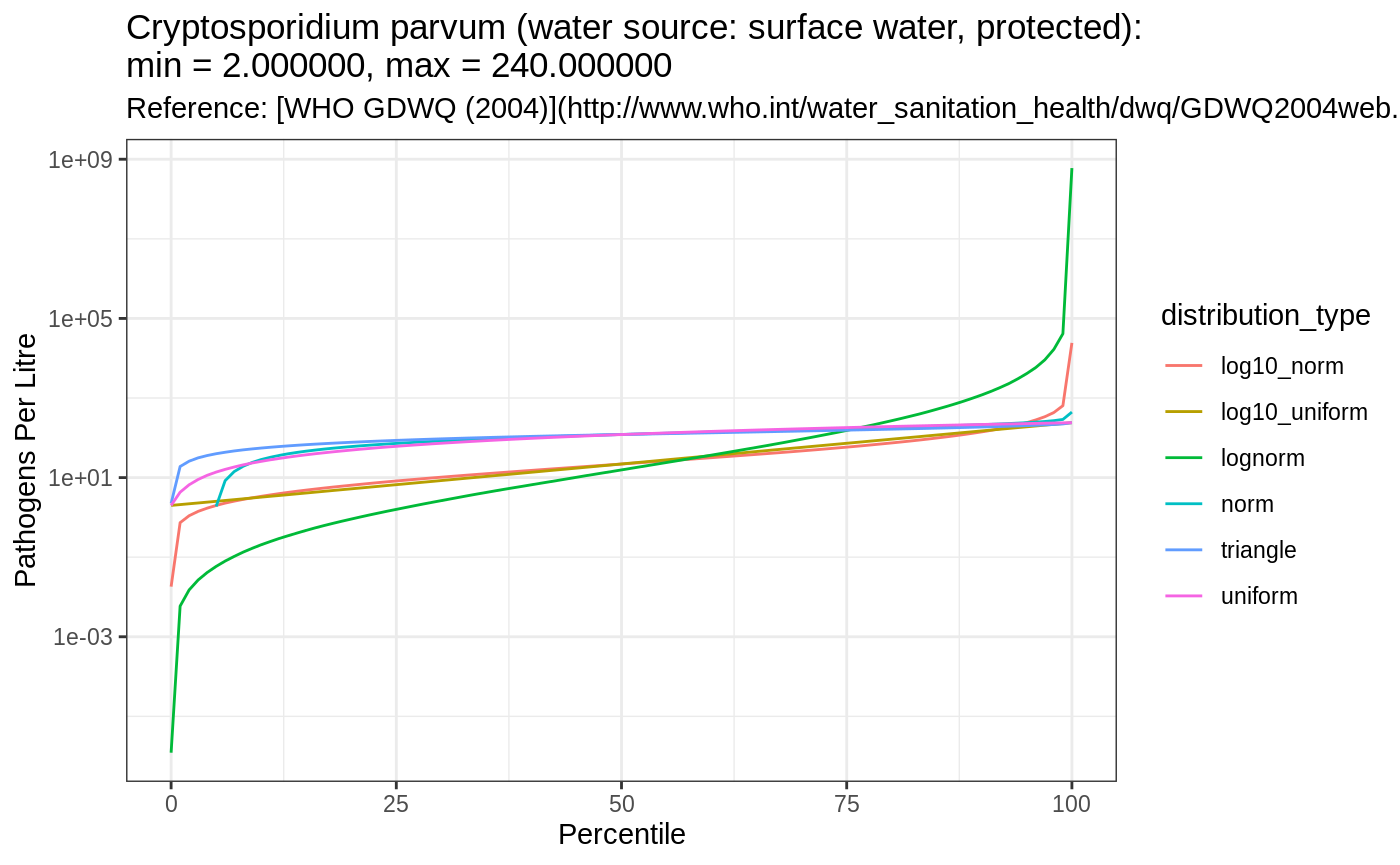 Cryptosporidium parvum (water source: surface water, protected):
min = 2.000000, max = 240.000000
Reference: [WHO GDWQ (2004)](http://www.who.int/water_sanitation_health/dwq/GDWQ2004web.
1e+09
1e+05
1e+01
1e-03
Pathogens Per Litre
0
25
50
75
100
Percentile
distribution_type
log10_norm
log10_uniform
lognorm
norm
triangle
uniform